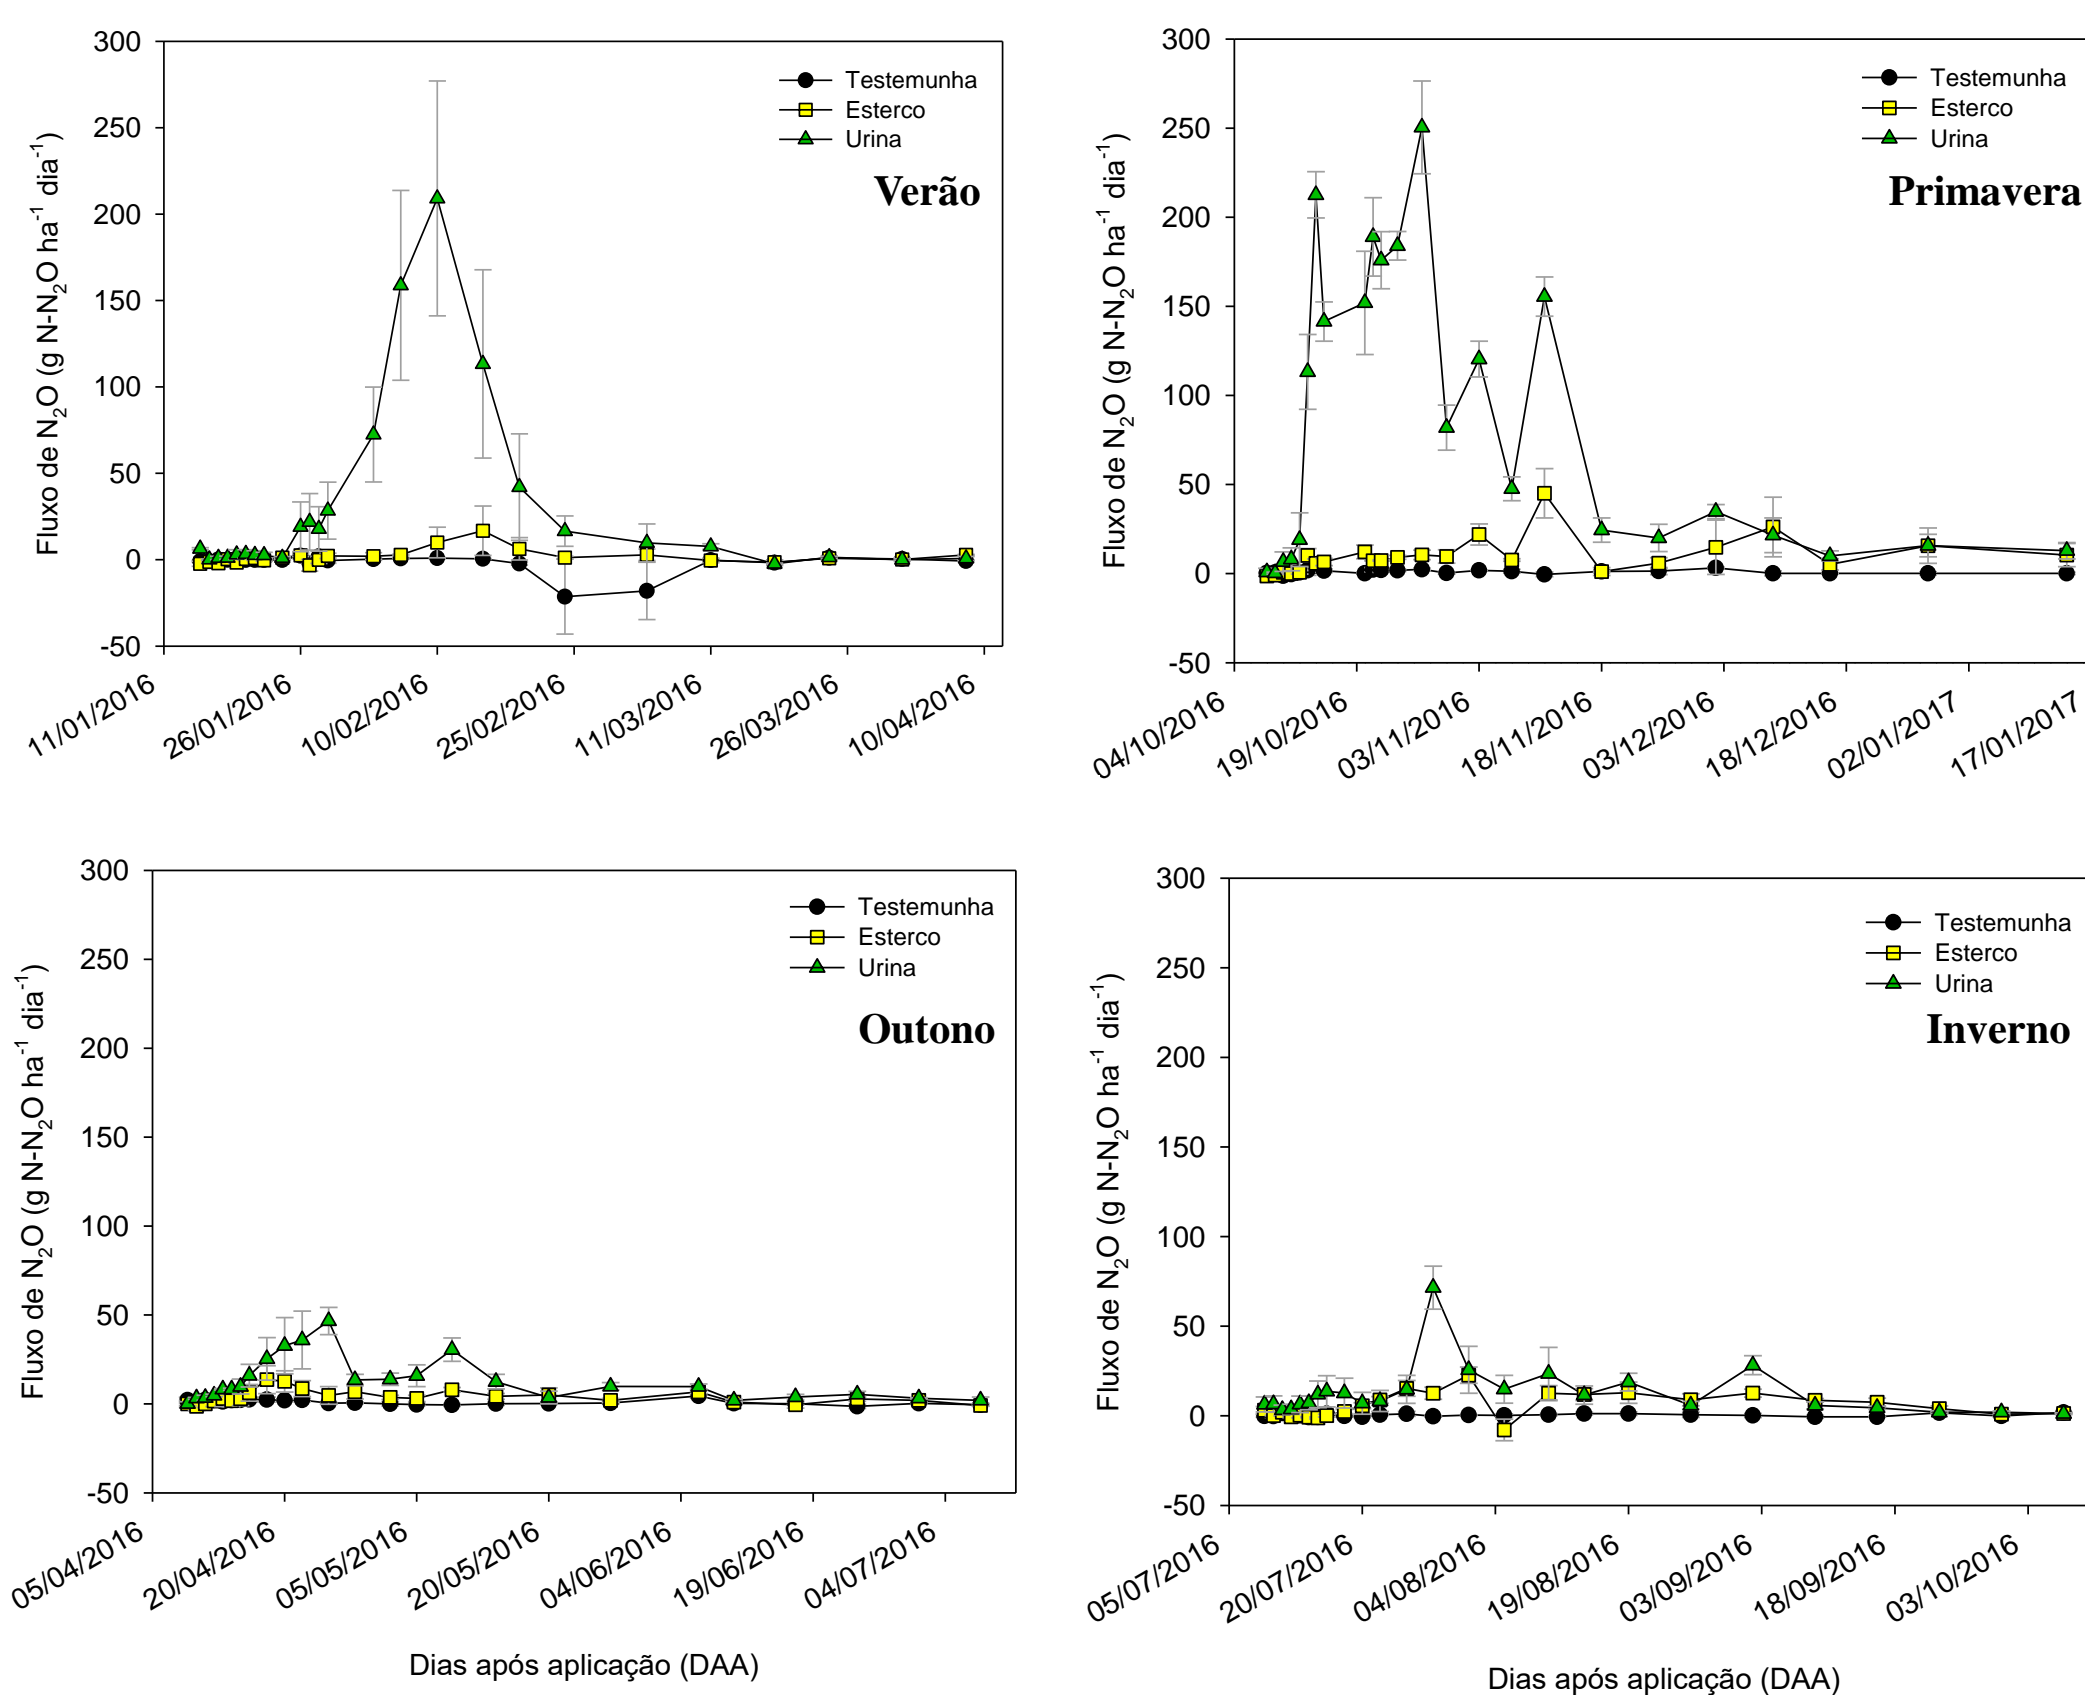 300
250
200
150
100
50
0
-50
Fluxo de N₂O (g N-N₂O ha⁻¹ dia⁻¹)
Testemunha
Esterco
Urina
Verão
11/01/2016
26/01/2016
10/02/2016
25/02/2016
11/03/2016
26/03/2016
10/04/2016
300
250
200
150
100
50
0
-50
Fluxo de N₂O (g N-N₂O ha⁻¹ dia⁻¹)
Testemunha
Esterco
Urina
Primavera
04/10/2016
19/10/2016
03/11/2016
18/11/2016
03/12/2016
18/12/2016
02/01/2017
17/01/2017
300
250
200
150
100
50
0
-50
Fluxo de N₂O (g N-N₂O ha⁻¹ dia⁻¹)
Testemunha
Esterco
Urina
Outono
05/04/2016
20/04/2016
05/05/2016
20/05/2016
04/06/2016
19/06/2016
04/07/2016
Dias após aplicação (DAA)
300
250
200
150
100
50
0
-50
Fluxo de N₂O (g N-N₂O ha⁻¹ dia⁻¹)
Testemunha
Esterco
Urina
Inverno
05/07/2016
20/07/2016
04/08/2016
19/08/2016
03/09/2016
18/09/2016
03/10/2016
Dias após aplicação (DAA)